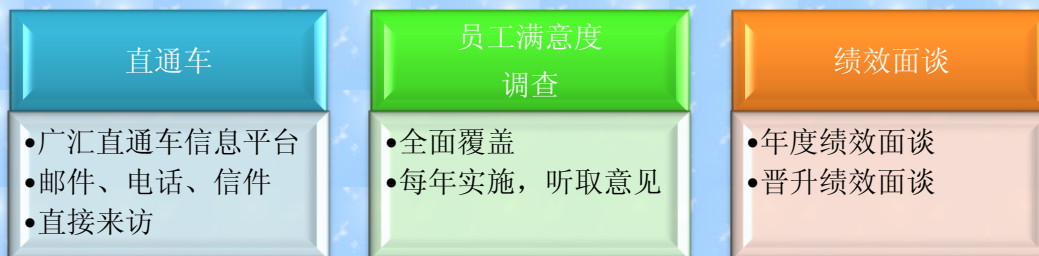 直通车
•广汇直通车信息平台
•邮件、电话、信件
•直接来访
员工满意度
调查
•全面覆盖
•每年实施，听取意见
绩效面谈
•年度绩效面谈
•晋升绩效面谈